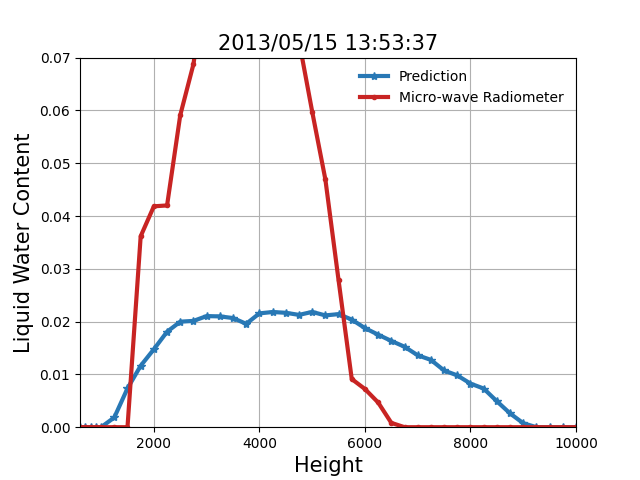 2013/05/15 13:53:37
Prediction
Micro-wave Radiometer
Liquid Water Content
0.07
0.06
0.05
0.04
0.03
0.02
0.01
0.00
2000 4000 6000 8000 10000
Height